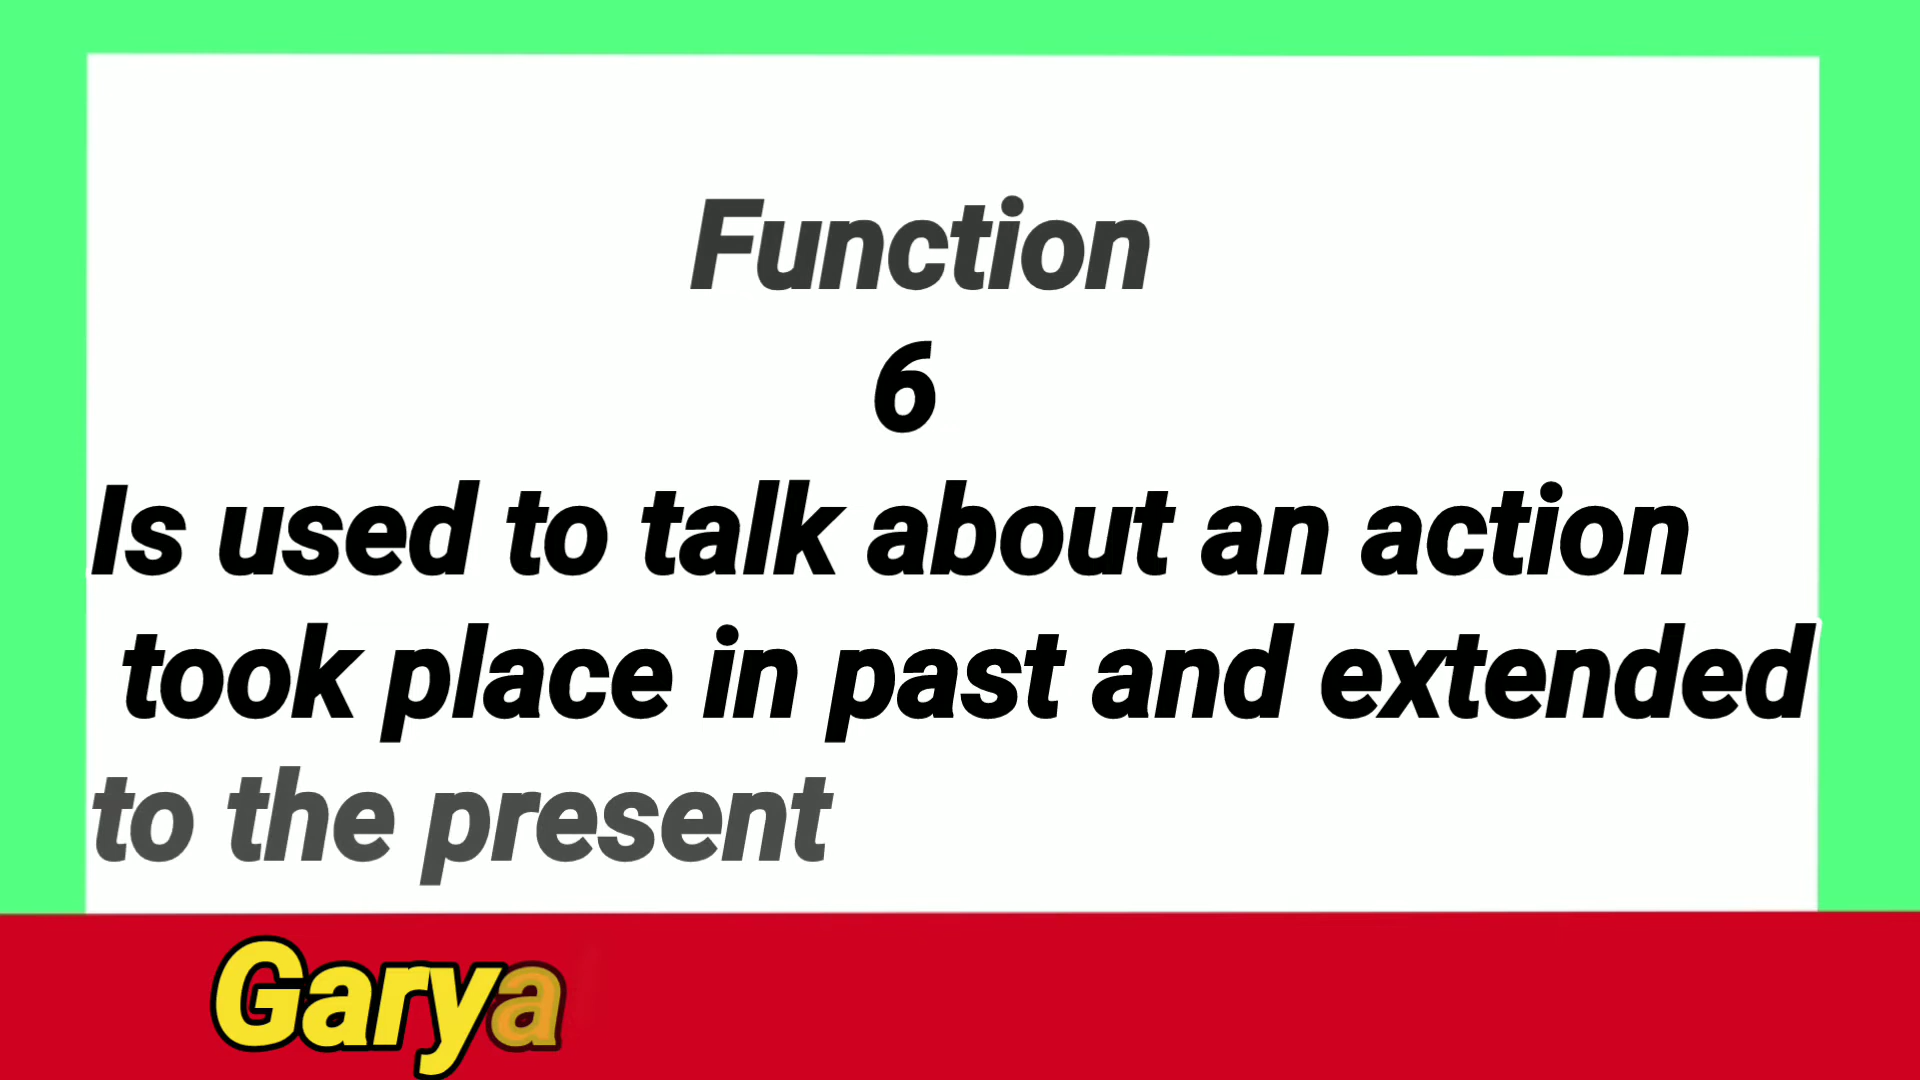 Function
6
Is used to talk about an action
took place in past and extended
to the present
Garya